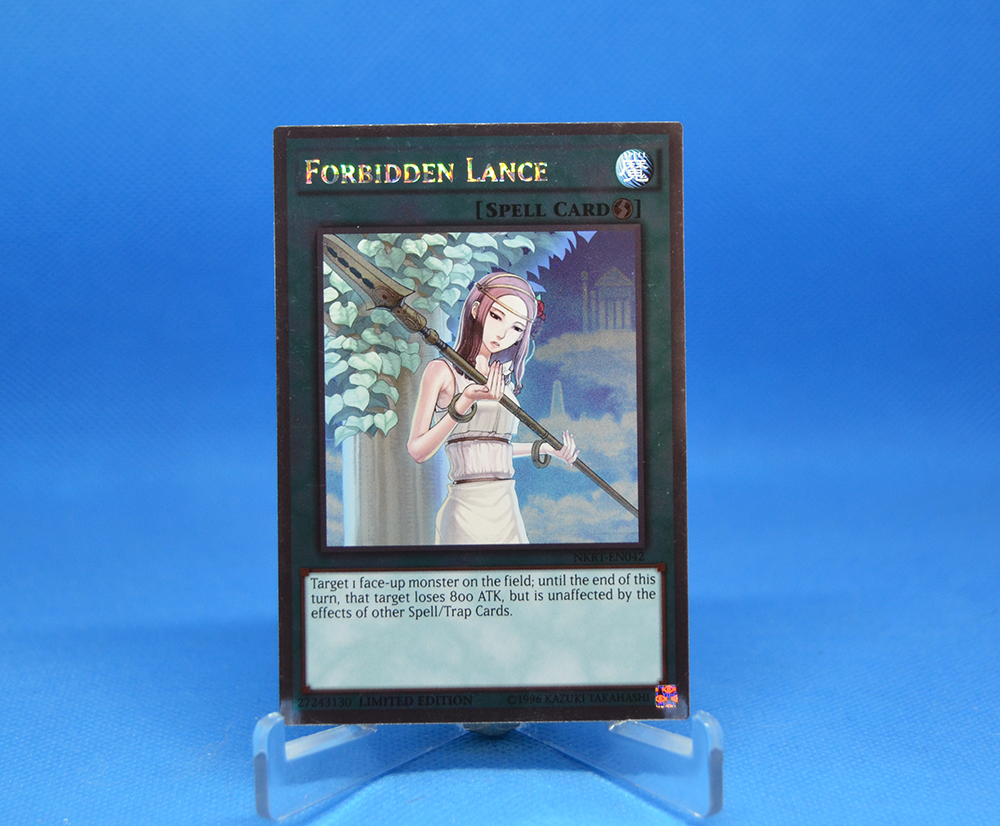 Forbidden Lance
魔
[Spell Card]
NKRT-EN042
Target 1 face-up monster on the field; until the end of this
turn, that target loses 800 ATK, but is unaffected by the
effects of other Spell/Trap Cards.
27243130 LIMITED EDITION ©1996 KAZUKI TAKAHASHI